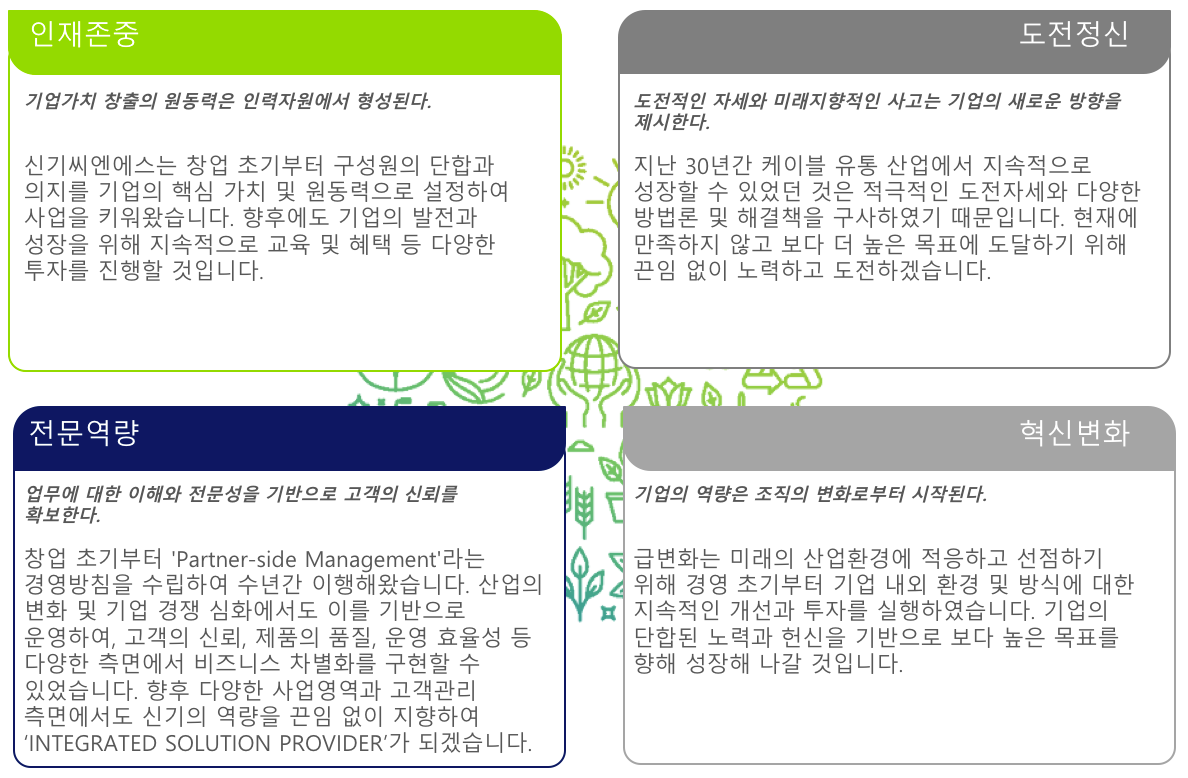 인재존중
기업가치 창출의 원동력은 인력자원에서 형성된다.
신기씨엔에스는 창업 초기부터 구성원의 단합과
의지를 기업의 핵심 가치 및 원동력으로 설정하여
사업을 키워왔습니다. 향후에도 기업의 발전과
성장을 위해 지속적으로 교육 및 혜택 등 다양한
투자를 진행할 것입니다.
도전정신
도전적인 자세와 미래지향적인 사고는 기업의 새로운 방향을
제시한다.
지난 30년간 케이블 유통 산업에서 지속적으로
성장할 수 있었던 것은 적극적인 도전자세와 다양한
방법론 및 해결책을 구사하였기 때문입니다. 현재에
만족하지 않고 보다 더 높은 목표에 도달하기 위해
끈임 없이 노력하고 도전하겠습니다.
전문역량
업무에 대한 이해와 전문성을 기반으로 고객의 신뢰를
확보한다.
창업 초기부터 'Partner-side Management'라는
경영방침을 수립하여 수년간 이행해왔습니다. 산업의
변화 및 기업 경쟁 심화에서도 이를 기반으로
운영하여, 고객의 신뢰, 제품의 품질, 운영 효율성 등
다양한 측면에서 비즈니스 차별화를 구현할 수
있었습니다. 향후 다양한 사업영역과 고객관리
측면에서도 신기의 역량을 끈임 없이 지향하여
‘INTEGRATED SOLUTION PROVIDER’가 되겠습니다.
혁신변화
기업의 역량은 조직의 변화로부터 시작된다.
급변화는 미래의 산업환경에 적응하고 선점하기
위해 경영 초기부터 기업 내외 환경 및 방식에 대한
지속적인 개선과 투자를 실행하였습니다. 기업의
단합된 노력과 헌신을 기반으로 보다 높은 목표를
향해 성장해 나갈 것입니다.